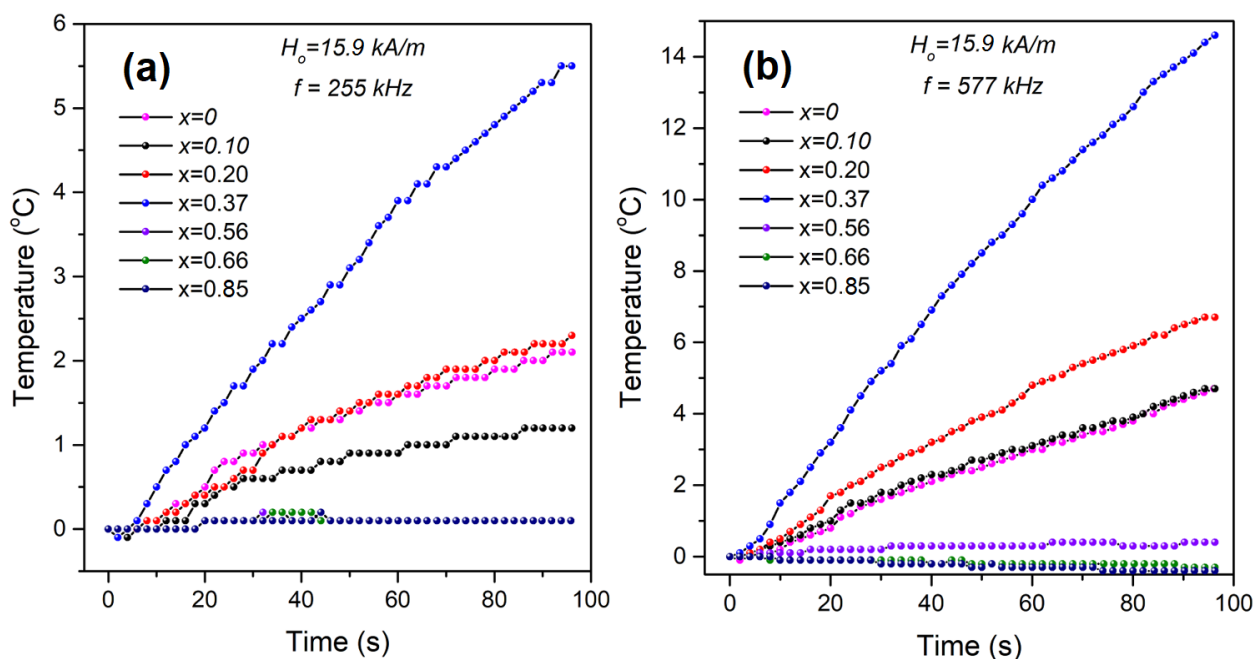 (a)
H₀=15.9 kA/m
f = 255 kHz
x=0
x=0.10
x=0.20
x=0.37
x=0.56
x=0.66
x=0.85
Temperature (°C)
6
5
4
3
2
1
0
0 20 40 60 80 100
Time (s)
(b)
H₀=15.9 kA/m
f = 577 kHz
x=0
x=0.10
x=0.20
x=0.37
x=0.56
x=0.66
x=0.85
Temperature (°C)
14
12
10
8
6
4
2
0
0 20 40 60 80 100
Time (s)